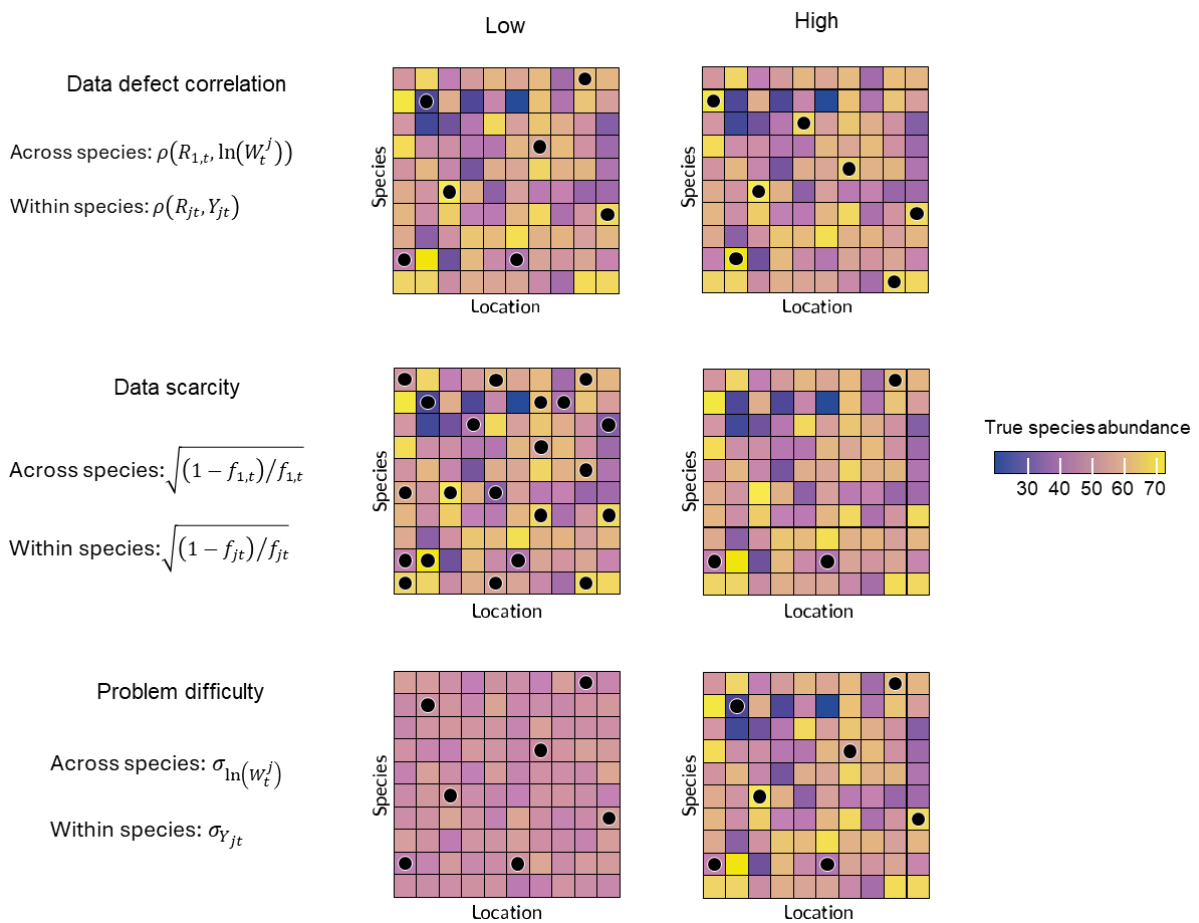 Low
High
Data defect correlation
Across species: ρ(R₁,ₜ, ln(Wₜʲ))
Within species: ρ(Rⱼₜ, Yⱼₜ)
Species
Location
Species
Location
Data scarcity
Across species: √((1 − f₁,ₜ)/f₁,ₜ)
Within species: √((1 − fⱼₜ)/fⱼₜ)
Species
Location
Species
Location
True species abundance
30 40 50 60 70
Problem difficulty
Across species: σ_ln(Wₜʲ)
Within species: σ_Yⱼₜ
Species
Location
Species
Location